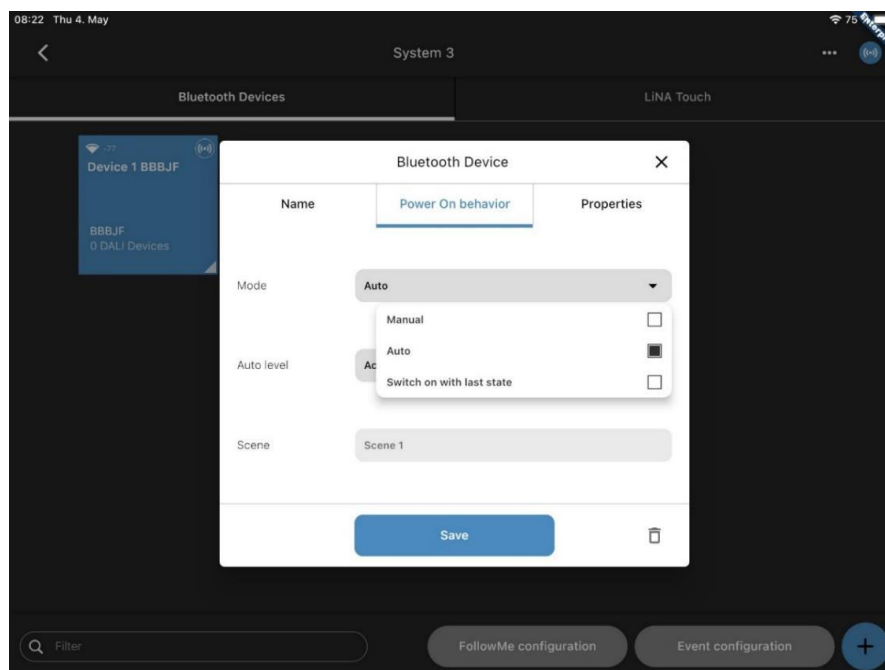 08:22 Thu 4. May
75
System 3
Bluetooth Devices
LiNA Touch
-77
Device 1 BBBJF
BBBJF
0 DALI Devices
Bluetooth Device
Name
Power On behavior
Properties
Mode
Auto
Manual
Auto
Auto level
Ac
Switch on with last state
Scene
Scene 1
Save
Filter
FollowMe configuration
Event configuration